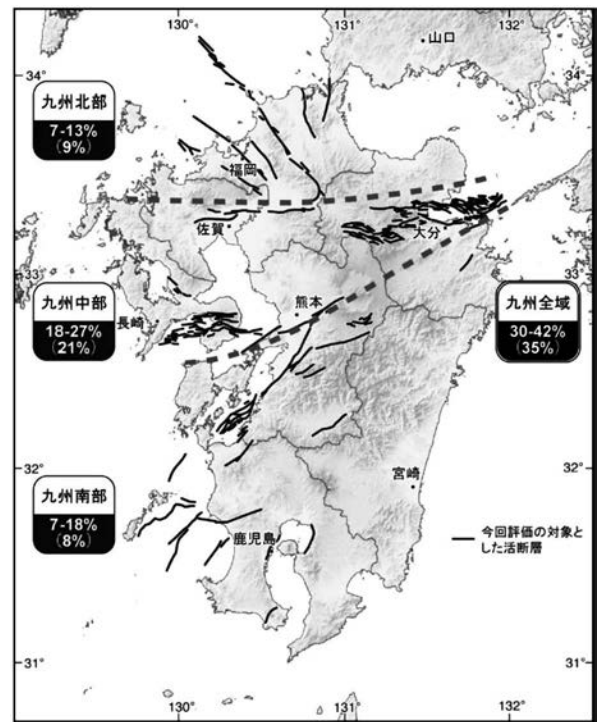 130°
131°
132°
34°
山口
九州北部
7-13%
(9%)
福岡
佐賀
大分
33°
33°
九州中部
18-27%
(21%)
長崎
熊本
九州全域
30-42%
(35%)
32°
32°
宮崎
九州南部
7-18%
(8%)
鹿児島
今回評価の対象と
した活断層
31°
31°
130°
131°
132°